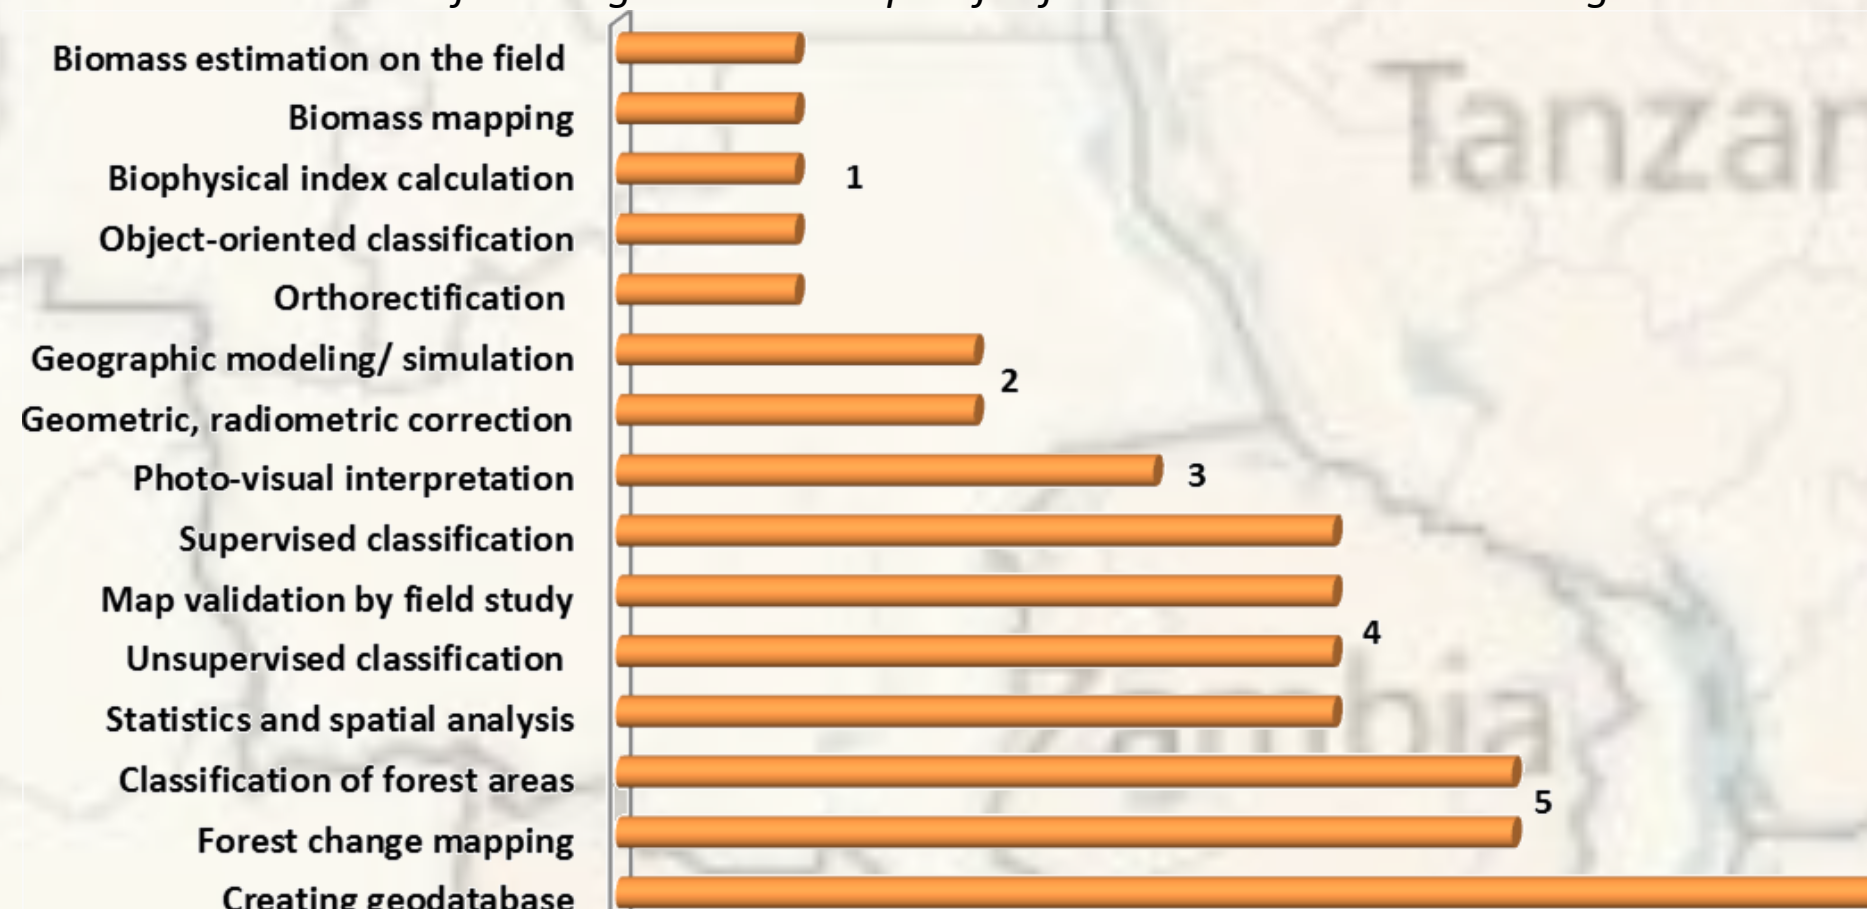 Biomass estimation on the field
Biomass mapping
Biophysical index calculation 1
Object-oriented classification
Orthorectification
Geographic modeling/ simulation
2
Geometric, radiometric correction
Photo-visual interpretation 3
Supervised classification
Map validation by field study
4
Unsupervised classification
Statistics and spatial analysis
Classification of forest areas
5
Forest change mapping
Creating geodatabase
Tanzan
Zambia